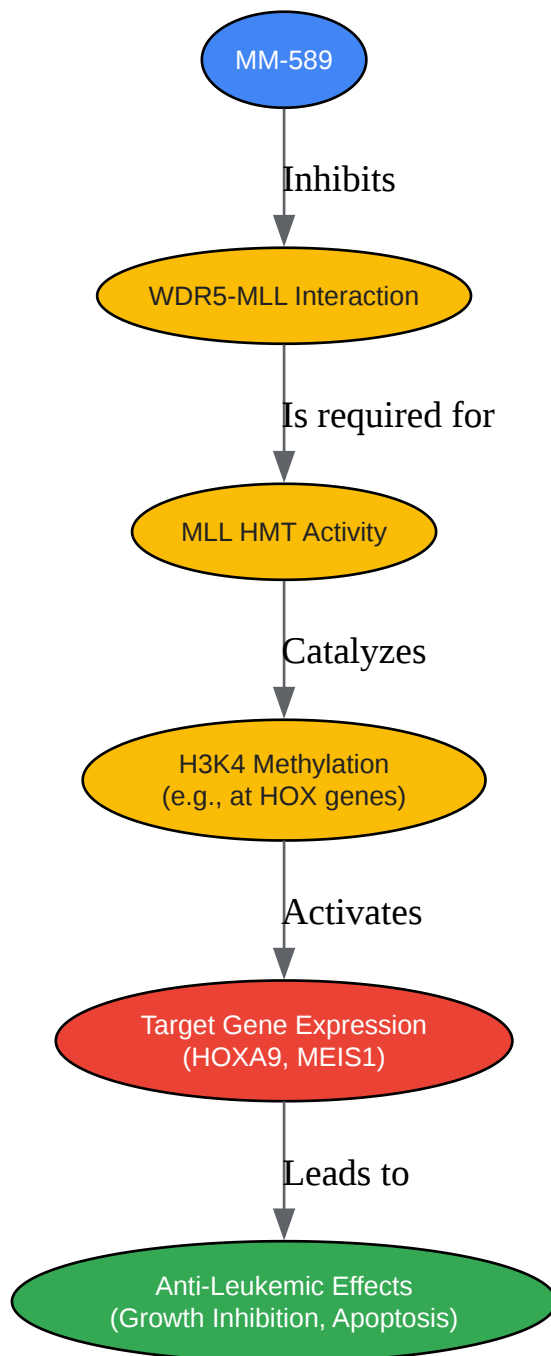 MM-589
Inhibits
WDR5-MLL Interaction
Is required for
MLL HMT Activity
Catalyzes
H3K4 Methylation
(e.g., at HOX genes)
Activates
Target Gene Expression
(HOXA9, MEIS1)
Leads to
Anti-Leukemic Effects
(Growth Inhibition, Apoptosis)